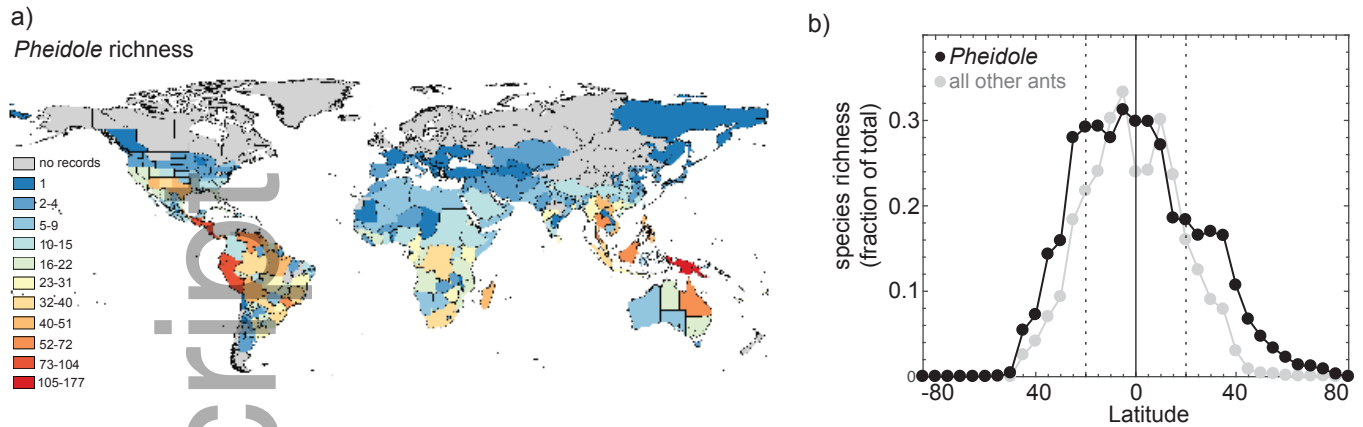 a)
Pheidole richness
no records
1
2-4
5-9
10-15
16-22
23-31
32-40
40-51
52-72
73-104
105-177
cript
b)
Pheidole
all other ants
species richness
(fraction of total)
0.3
0.2
0.1
0
-80
40
0
40
80
Latitude